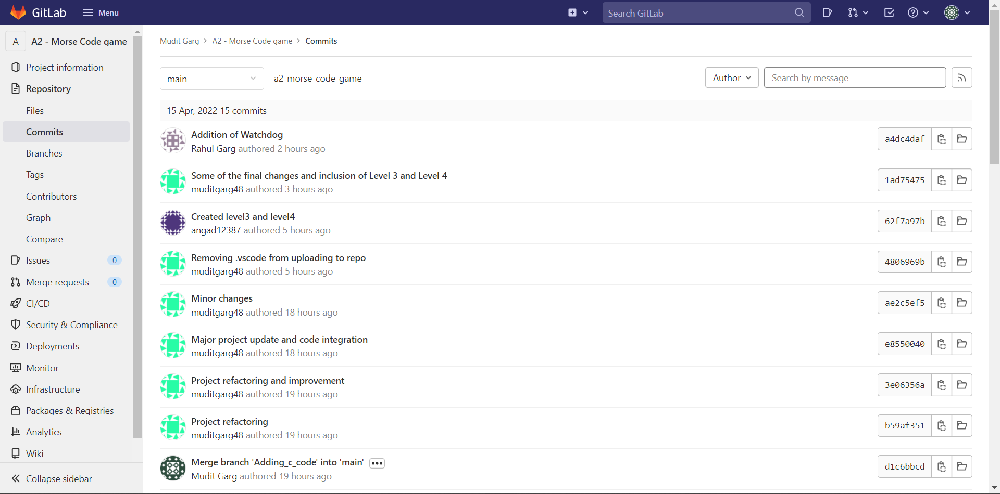 GitLab
Menu
Search GitLab
A
A2 - Morse Code game
Project information
Repository
Files
Commits
Branches
Tags
Contributors
Graph
Compare
Issues 0
Merge requests 0
CI/CD
Security & Compliance
Deployments
Monitor
Infrastructure
Packages & Registries
Analytics
Wiki
Collapse sidebar
Mudit Garg > A2 - Morse Code game > Commits
main
a2-morse-code-game
Author
Search by message
15 Apr, 2022 15 commits
Addition of Watchdog
Rahul Garg authored 2 hours ago
a4dc4daf
Some of the final changes and inclusion of Level 3 and Level 4
muditgarg48 authored 3 hours ago
1ad75475
Created level3 and level4
angad12387 authored 5 hours ago
62f7a97b
Removing .vscode from uploading to repo
muditgarg48 authored 5 hours ago
4806969b
Minor changes
muditgarg48 authored 18 hours ago
ae2c5ef5
Major project update and code integration
muditgarg48 authored 18 hours ago
e8550040
Project refactoring and improvement
muditgarg48 authored 19 hours ago
3e06356a
Project refactoring
muditgarg48 authored 19 hours ago
b59af351
Merge branch 'Adding_c_code' into 'main'
Mudit Garg authored 19 hours ago
d1c6bbcd